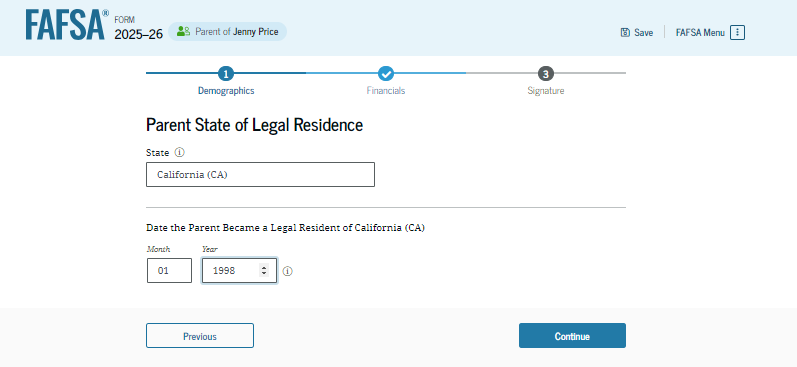 FAFSA® FORM
2025–26
Parent of Jenny Price
Save
FAFSA Menu
1
3
Demographics
Financials
Signature
Parent State of Legal Residence
State
California (CA)
Date the Parent Became a Legal Resident of California (CA)
Month
Year
01
1998
Previous
Continue